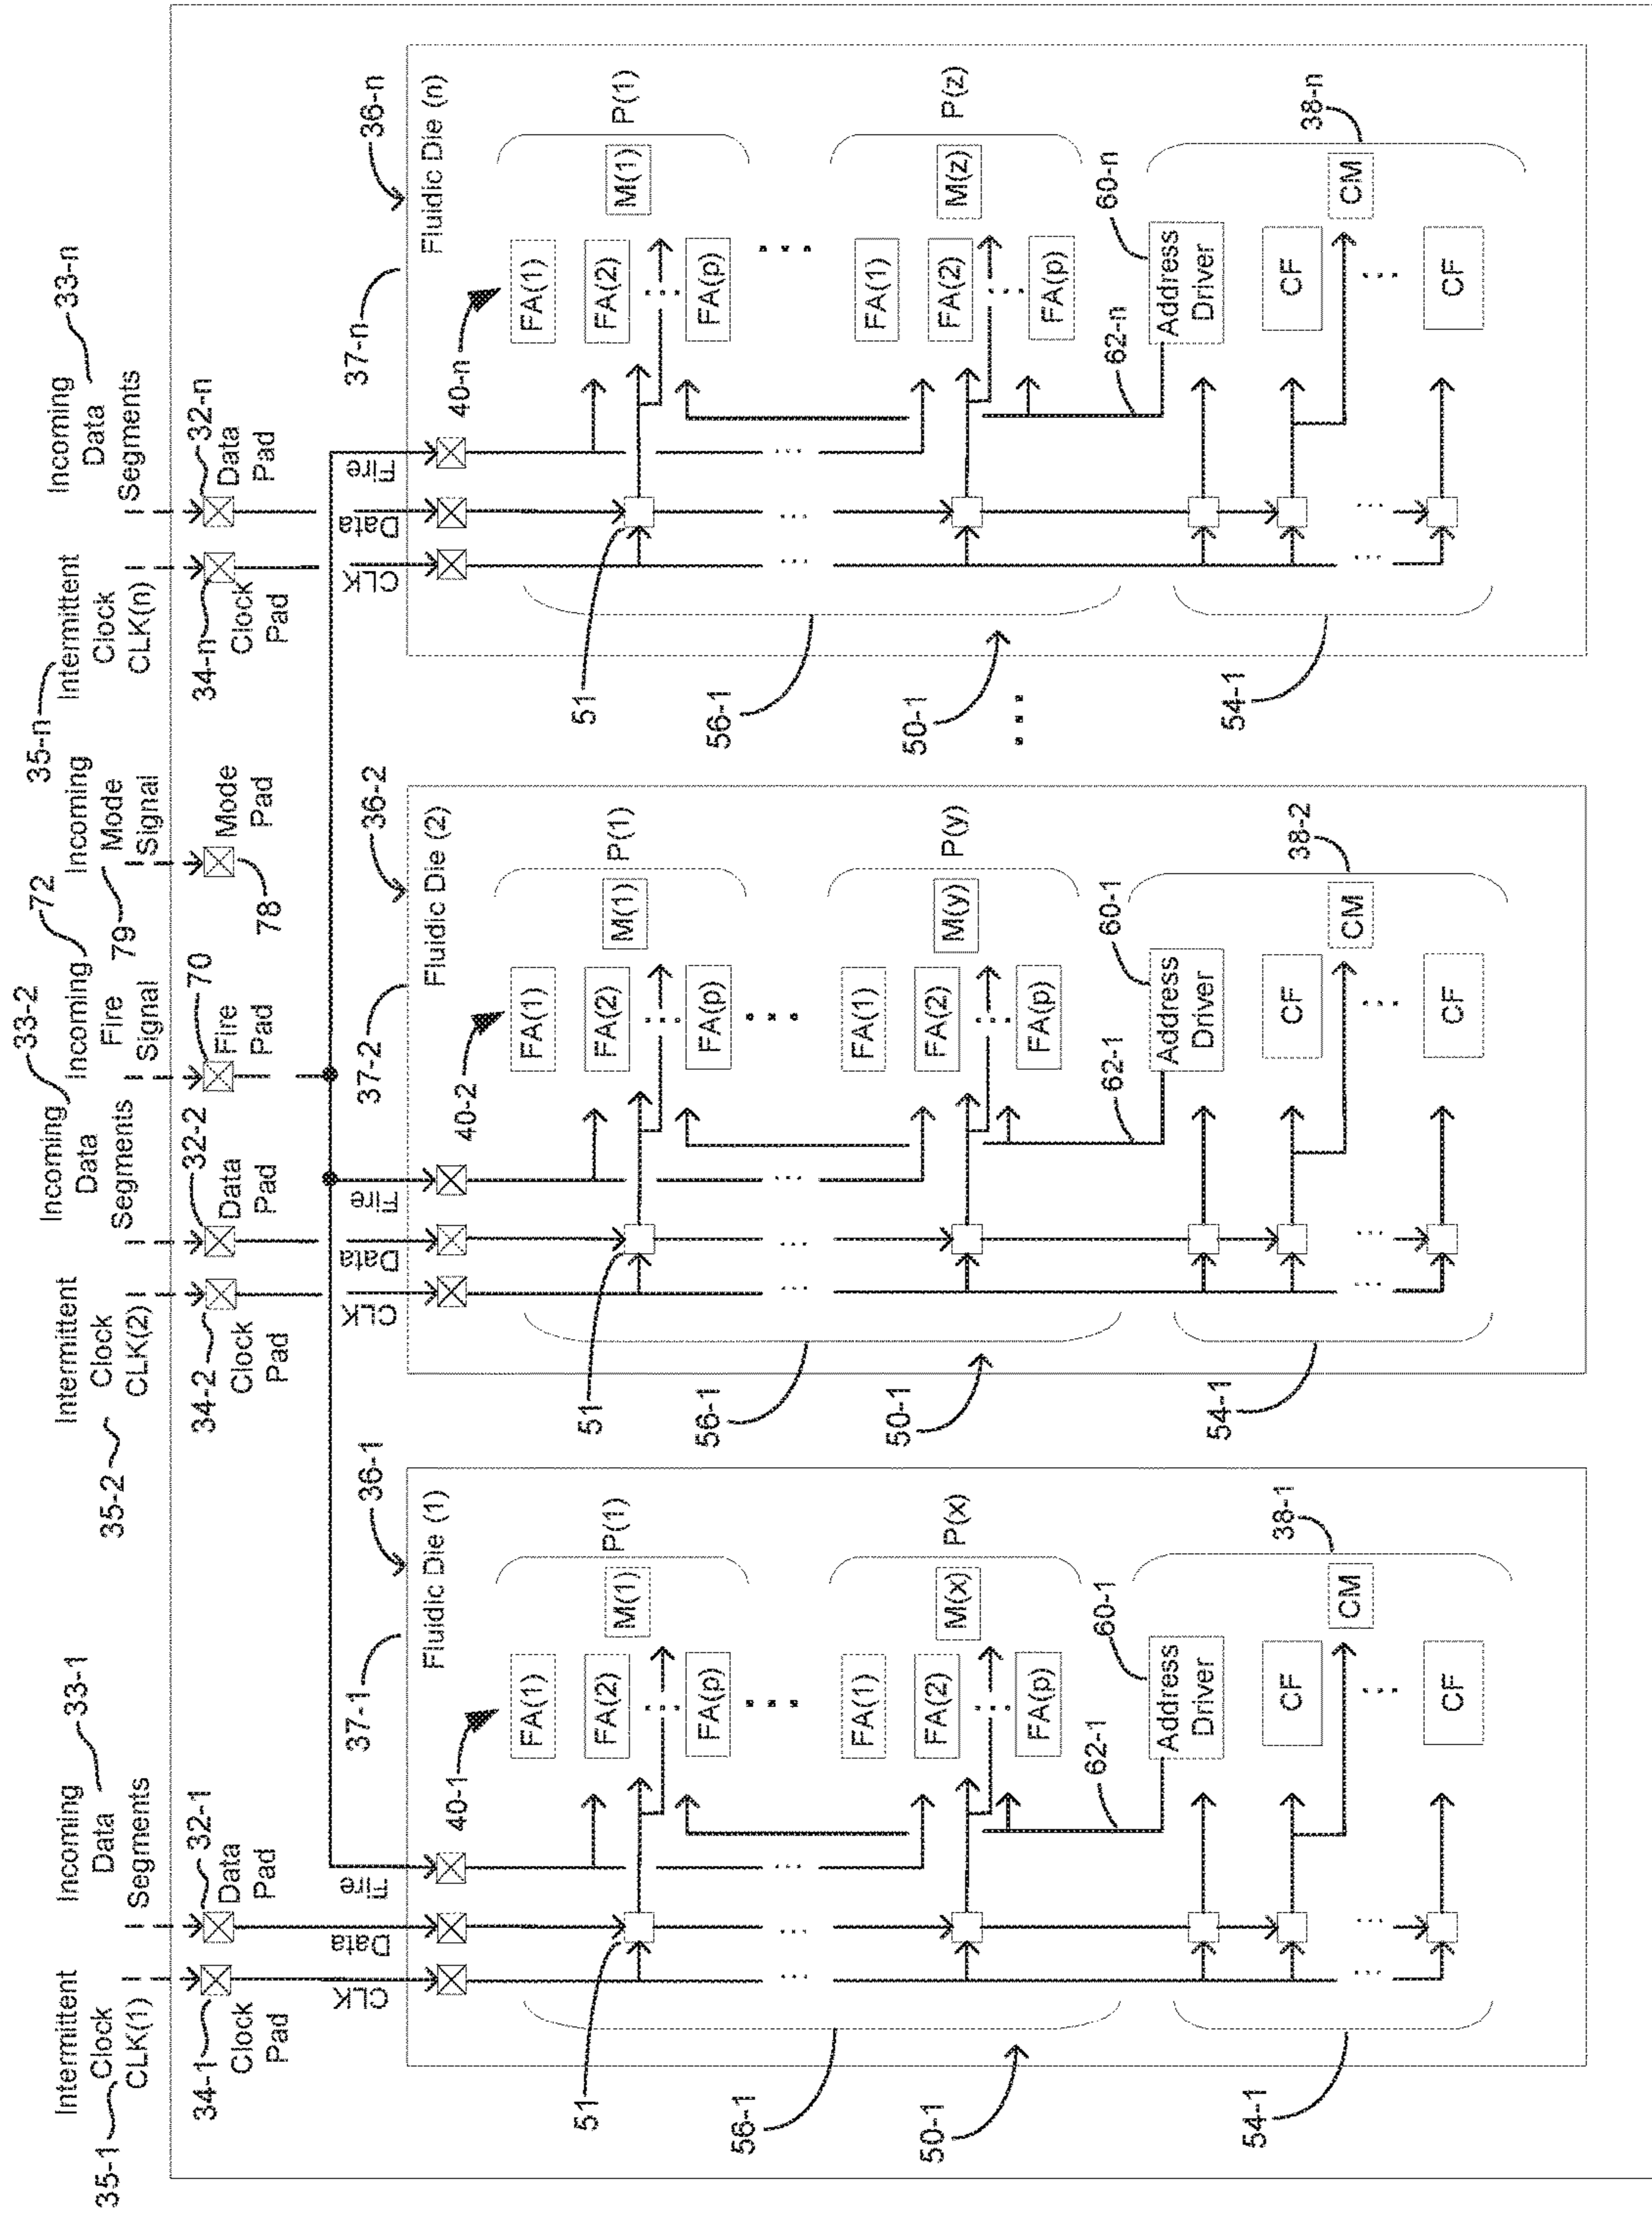 35-1
Intermittent
Clock
CLK(1)
34-1
Clock
Pad
Incoming
Data
Segments
33-1
32-1
Data
Pad
35-2
Intermittent
Clock
CLK(2)
34-2
Clock
Pad
Incoming
Data
Segments
33-2
32-2
Data
Pad
Incoming
Fire
Signal
72
70
Fire
Pad
79
Incoming
Mode
Signal
78
Mode
Pad
35-n
Intermittent
Clock
CLK(n)
34-n
Clock
Pad
Incoming
Data
Segments
33-n
32-n
Data
Pad
CLK
Data
Fire
37-1
36-1
Fluidic Die (1)
40-1
51
FA(1)
FA(2)
FA(p)
M(1)
P(1)
56-1
FA(1)
FA(2)
FA(p)
M(x)
P(x)
50-1
62-1
60-1
Address
Driver
54-1
CF
CM
CF
38-1
CLK
Data
Fire
37-2
36-2
Fluidic Die (2)
40-2
51
FA(1)
FA(2)
FA(p)
M(1)
P(1)
56-1
FA(1)
FA(2)
FA(p)
M(y)
P(y)
50-1
62-1
60-1
Address
Driver
54-1
CF
CM
CF
38-2
CLK
Data
Fire
37-n
36-n
Fluidic Die (n)
40-n
51
FA(1)
FA(2)
FA(p)
M(1)
P(1)
56-1
FA(1)
FA(2)
FA(p)
M(z)
P(z)
50-1
62-n
60-n
Address
Driver
54-1
CF
CM
CF
38-n